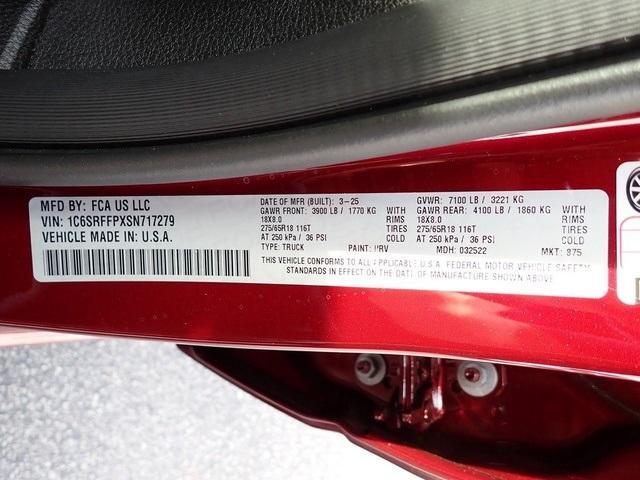 MFD BY: FCA US LLC
VIN: 1C6SRFFPXSN717279
VEHICLE MADE IN: U.S.A.
DATE OF MFR (BUILT): 3-25
GAWR FRONT: 3900 LB / 1770 KG WITH
18X8.0 RIMS
275/65R18 116T TIRES
AT 250 kPa / 36 PSI COLD
TYPE: TRUCK PAINT: PRV
GVWR: 7100 LB / 3221 KG
GAWR REAR: 4100 LB / 1860 KG WITH
18X8.0 RIMS
275/65R18 116T TIRES
AT 250 kPa / 36 PSI COLD
MDH: 032522 MKT: 875
THIS VEHICLE CONFORMS TO ALL APPLICABLE U.S.A. FEDERAL MOTOR VEHICLE SAFETY
STANDARDS IN EFFECT ON THE DATE OF MANUFACTURE SHOWN ABOVE